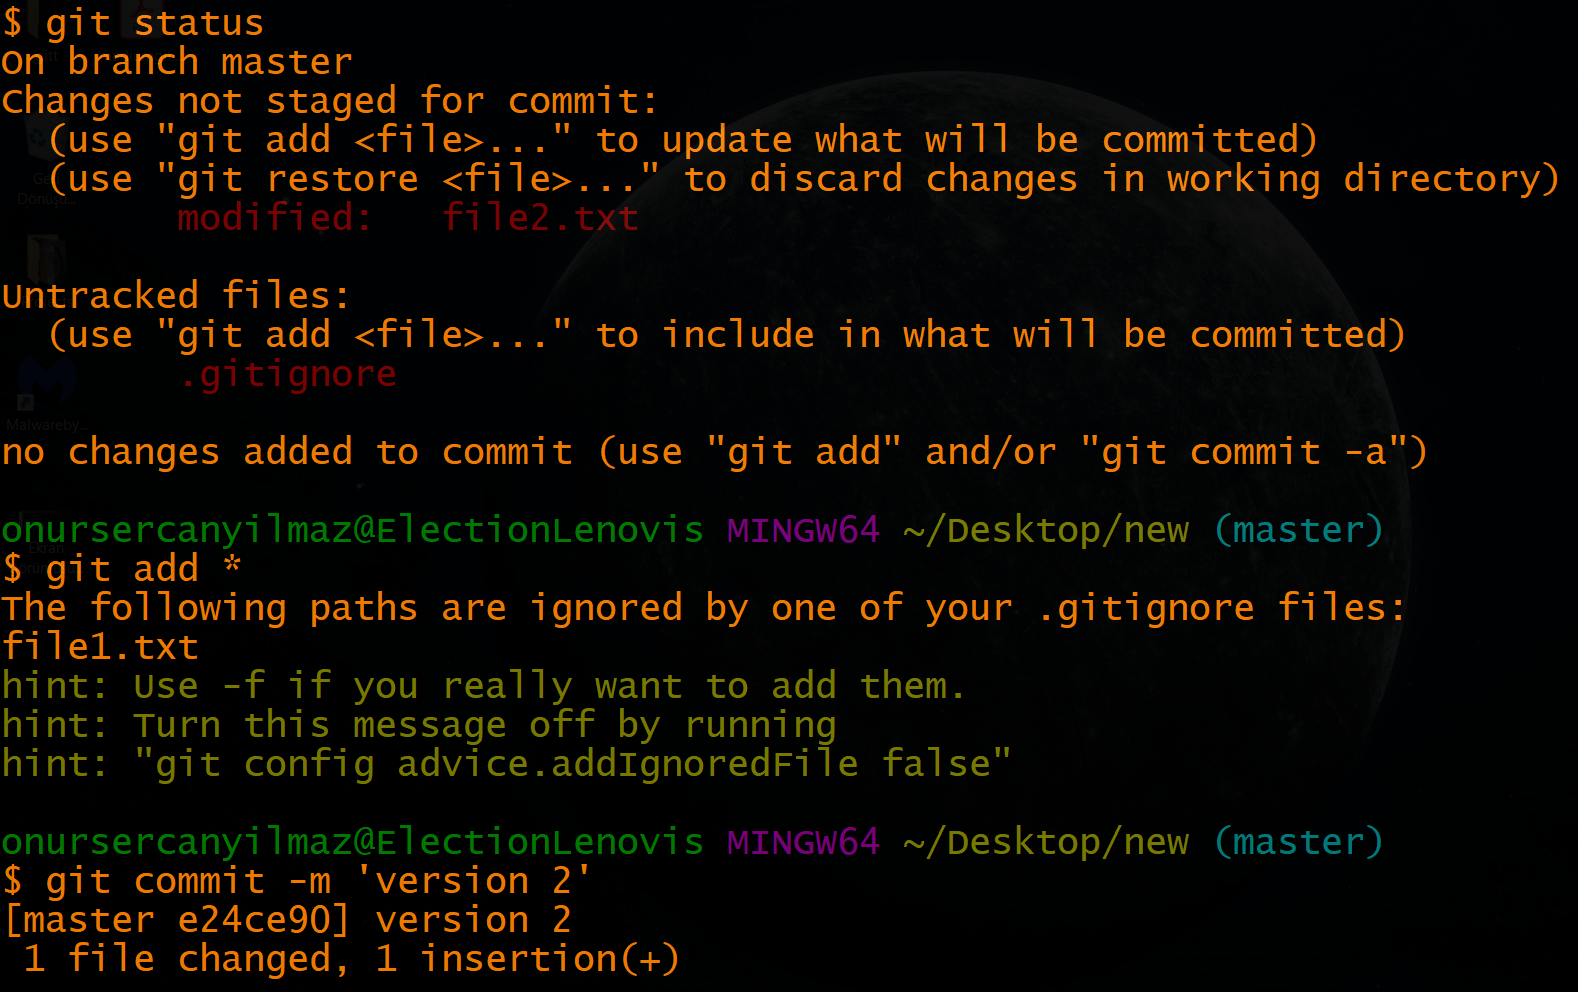 $ git status
On branch master
Changes not staged for commit:
  (use "git add <file>..." to update what will be committed)
  (use "git restore <file>..." to discard changes in working directory)
        modified:   file2.txt

Untracked files:
  (use "git add <file>..." to include in what will be committed)
        .gitignore

no changes added to commit (use "git add" and/or "git commit -a")

onursercanyilmaz@ElectionLenovis MINGW64 ~/Desktop/new (master)
$ git add *
The following paths are ignored by one of your .gitignore files:
file1.txt
hint: Use -f if you really want to add them.
hint: Turn this message off by running
hint: "git config advice.addIgnoredFile false"

onursercanyilmaz@ElectionLenovis MINGW64 ~/Desktop/new (master)
$ git commit -m 'version 2'
[master e24ce90] version 2
 1 file changed, 1 insertion(+)
Dönüşü...
Malwareby...
Ekran